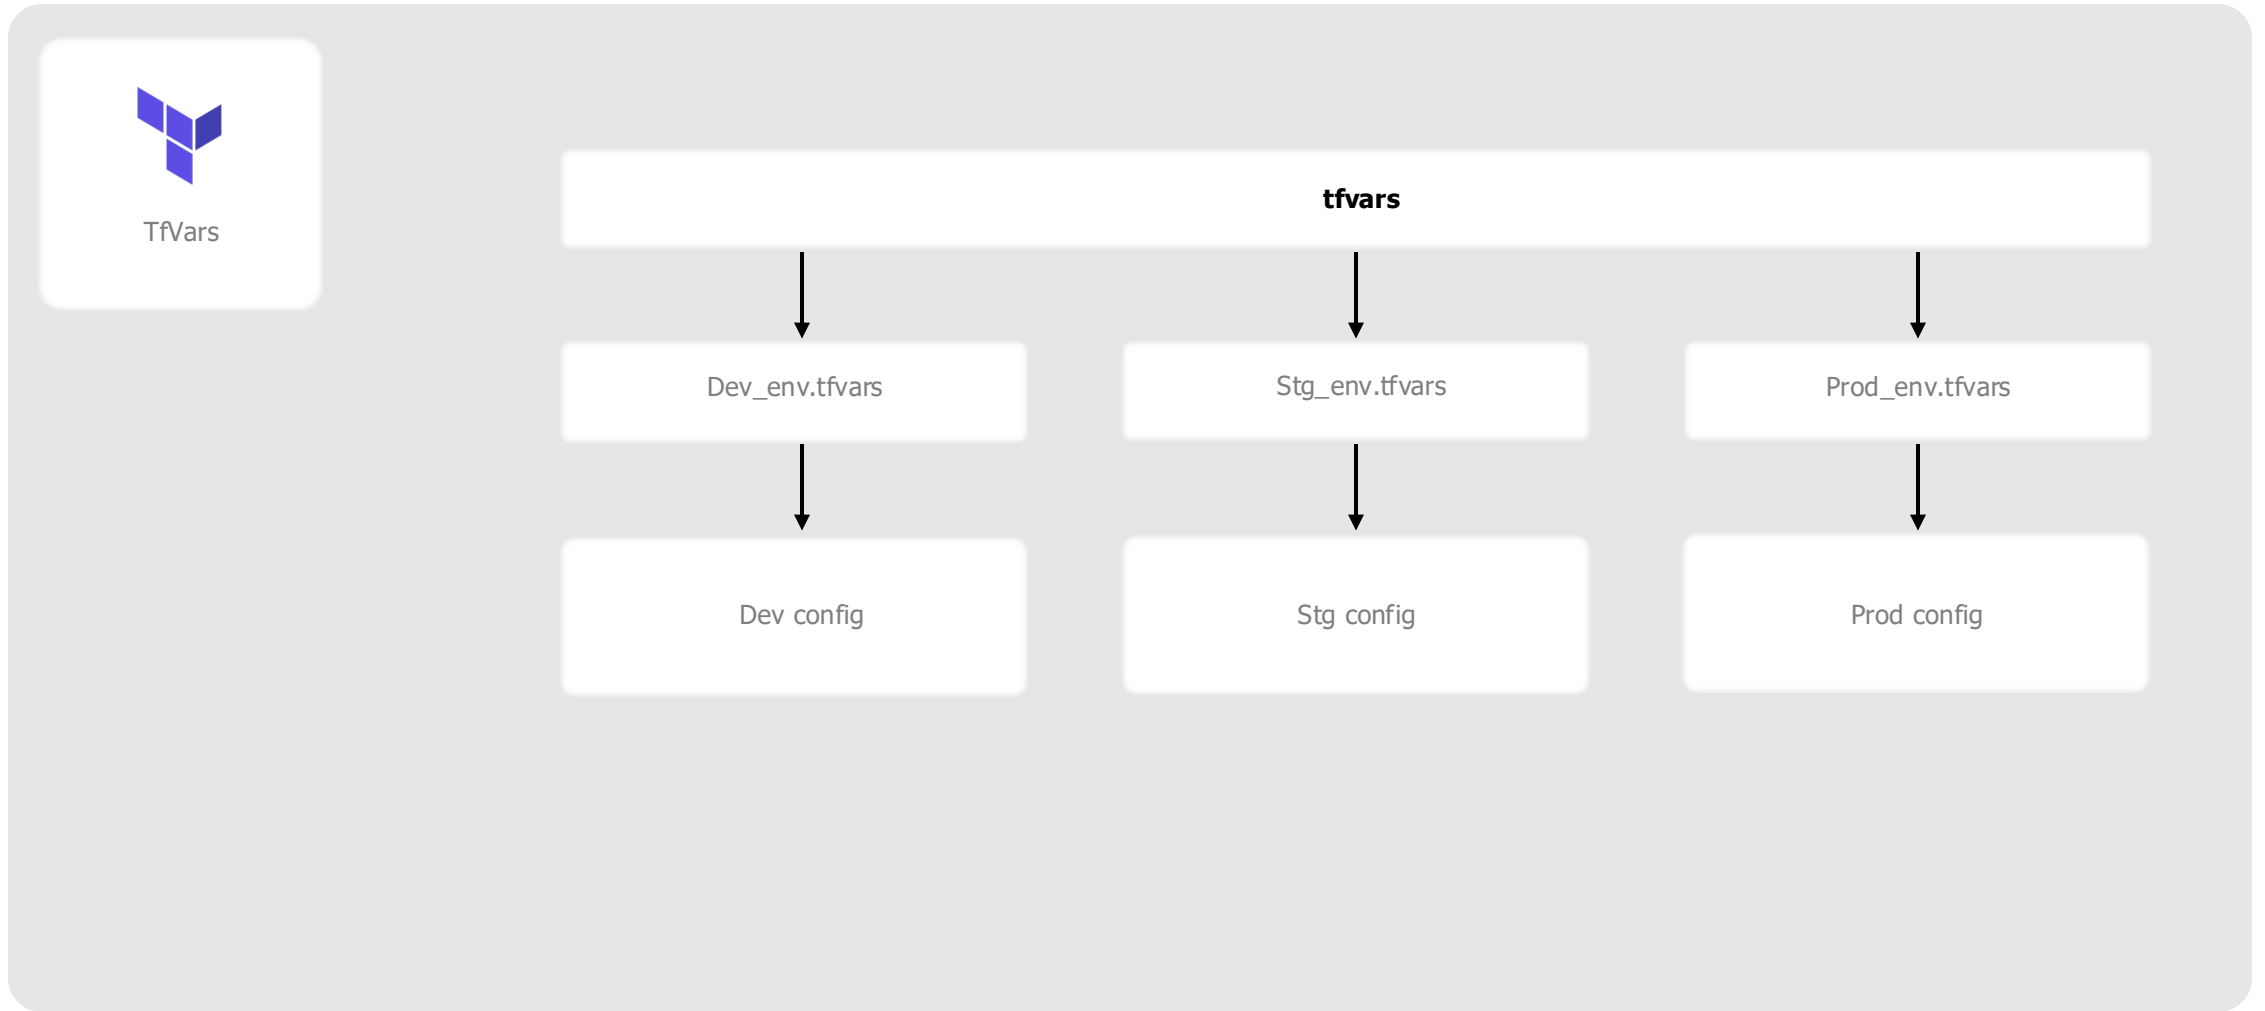 TfVars
tfvars
Dev_env.tfvars
Stg_env.tfvars
Prod_env.tfvars
Dev config
Stg config
Prod config